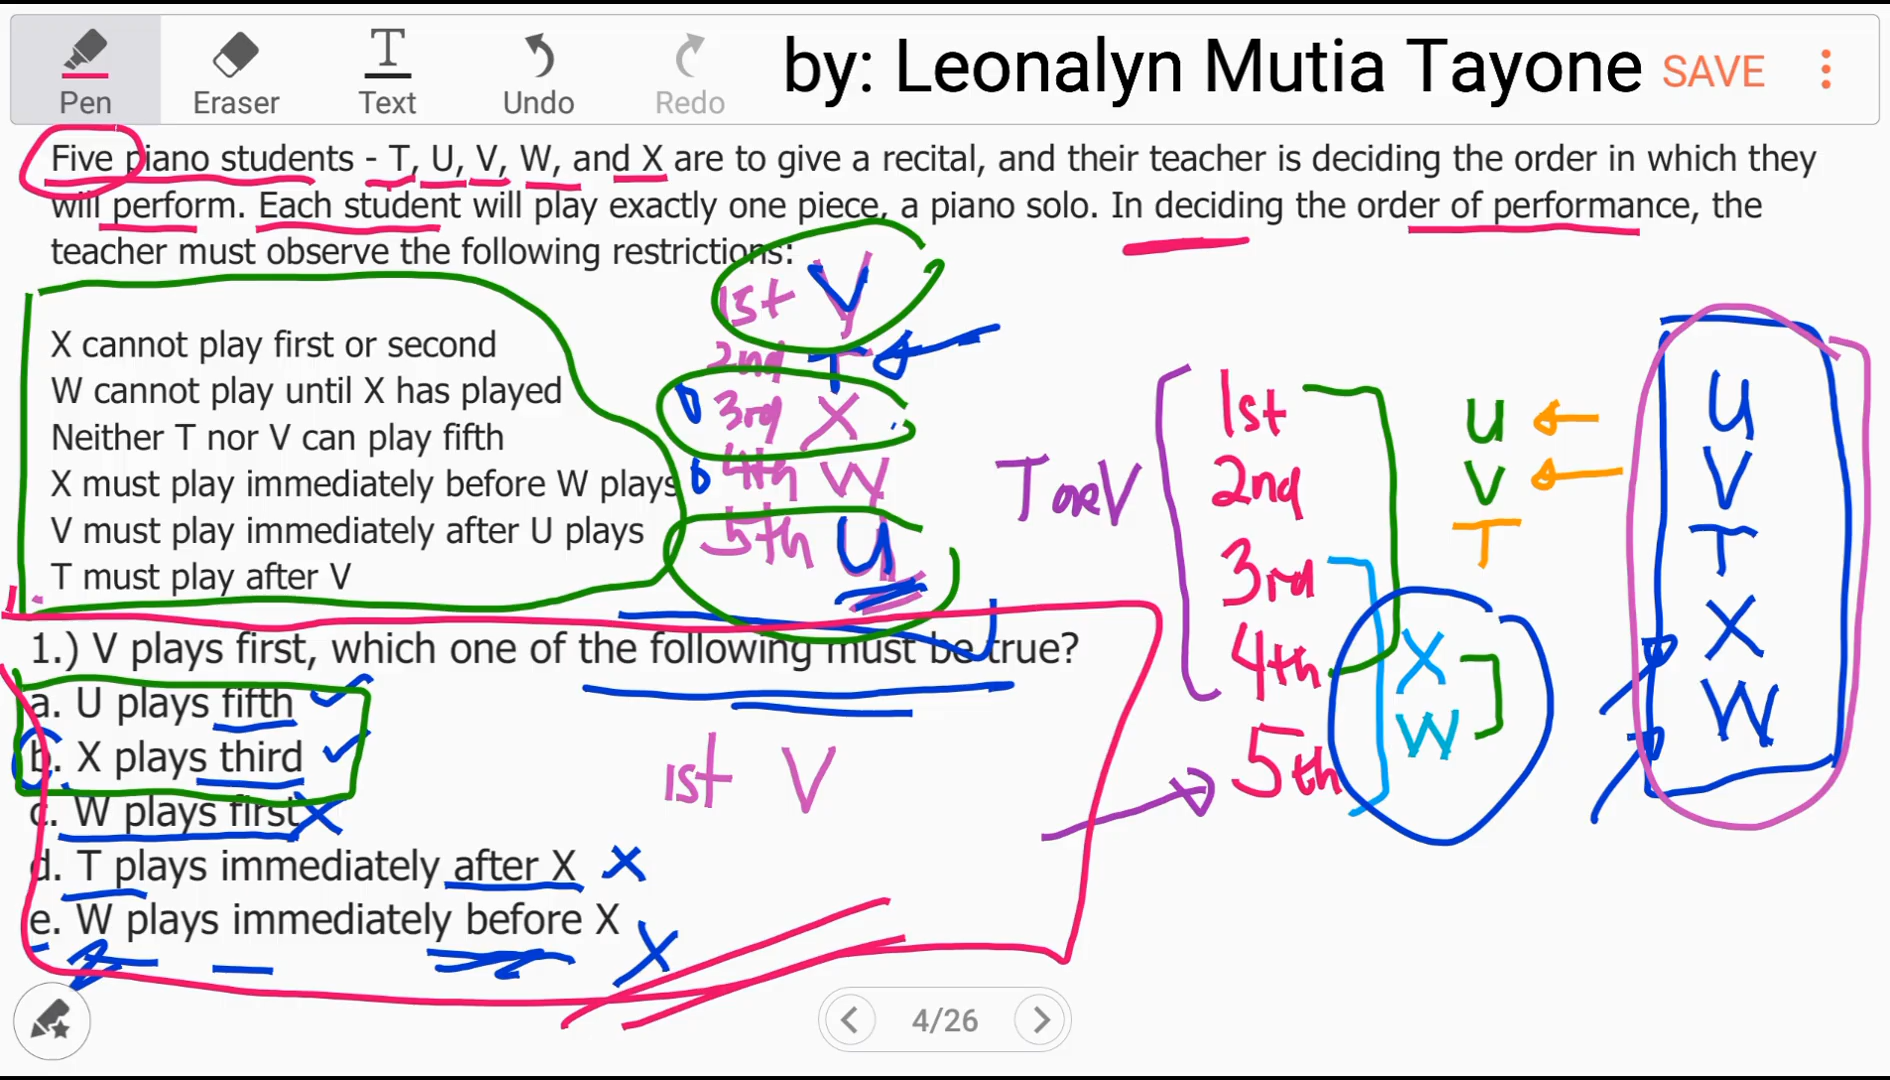 Pen Eraser Text Undo Redo by: Leonalyn Mutia Tayone SAVE
Five piano students - T, U, V, W, and X are to give a recital, and their teacher is deciding the order in which they
will perform. Each student will play exactly one piece, a piano solo. In deciding the order of performance, the
teacher must observe the following restrictions:
X cannot play first or second
W cannot play until X has played
Neither T nor V can play fifth
X must play immediately before W plays
V must play immediately after U plays
T must play after V
1st V
2nd T
3rd X
4th W
5th U
T or V
1st
2nd
3rd
4th
5th
U
V
T
X
W
U
V
T
X
W
1.) V plays first, which one of the following must be true?
a. U plays fifth
b. X plays third
c. W plays first
d. T plays immediately after X
e. W plays immediately before X
1st V
4/26